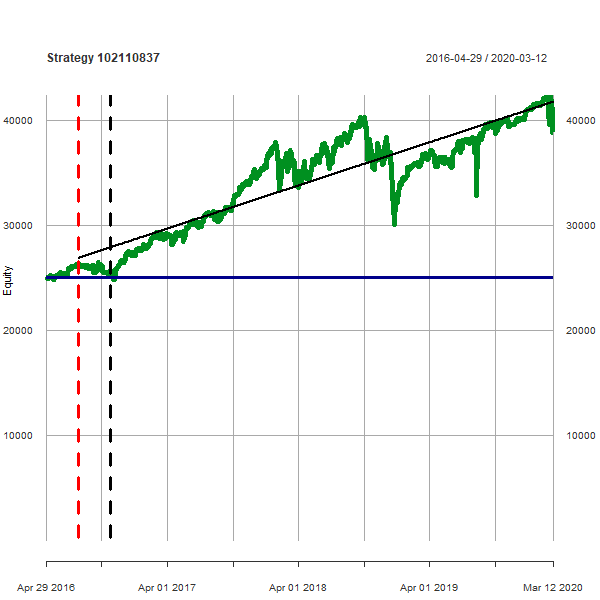 Strategy 102110837
2016-04-29 / 2020-03-12
40000
40000
30000
30000
Equity
20000
20000
10000
10000
Apr 29 2016
Apr 01 2017
Apr 01 2018
Apr 01 2019
Mar 12 2020